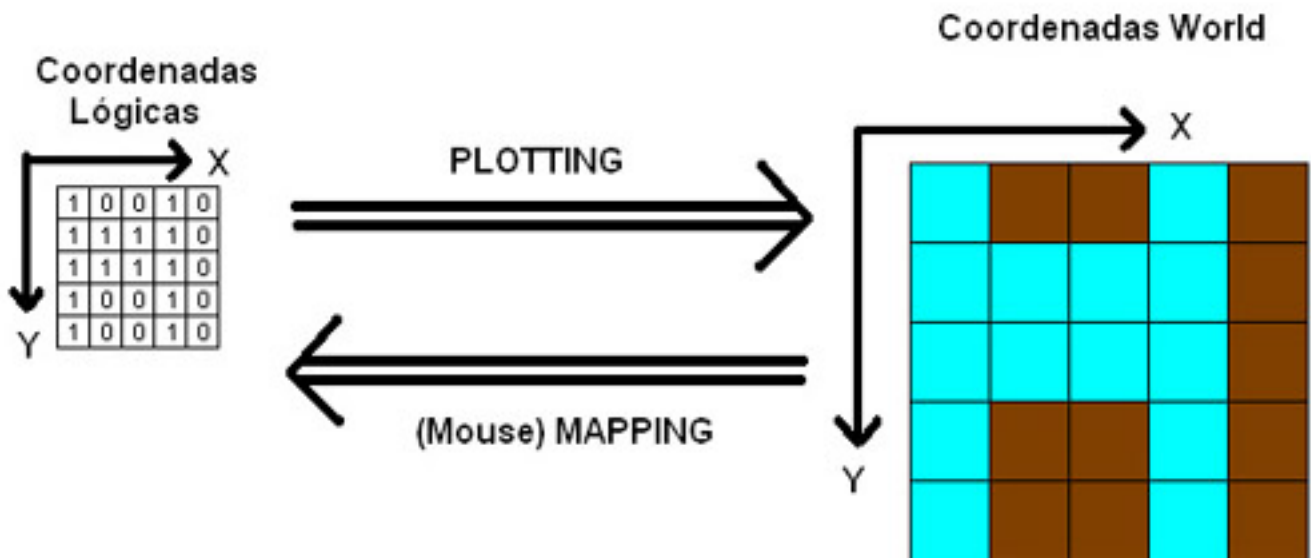 Coordenadas World
Coordenadas
Lógicas
X
Y
1 0 0 1 0
1 1 1 1 0
1 1 1 1 0
1 0 0 1 0
1 0 0 1 0
PLOTTING
(Mouse) MAPPING
X
Y